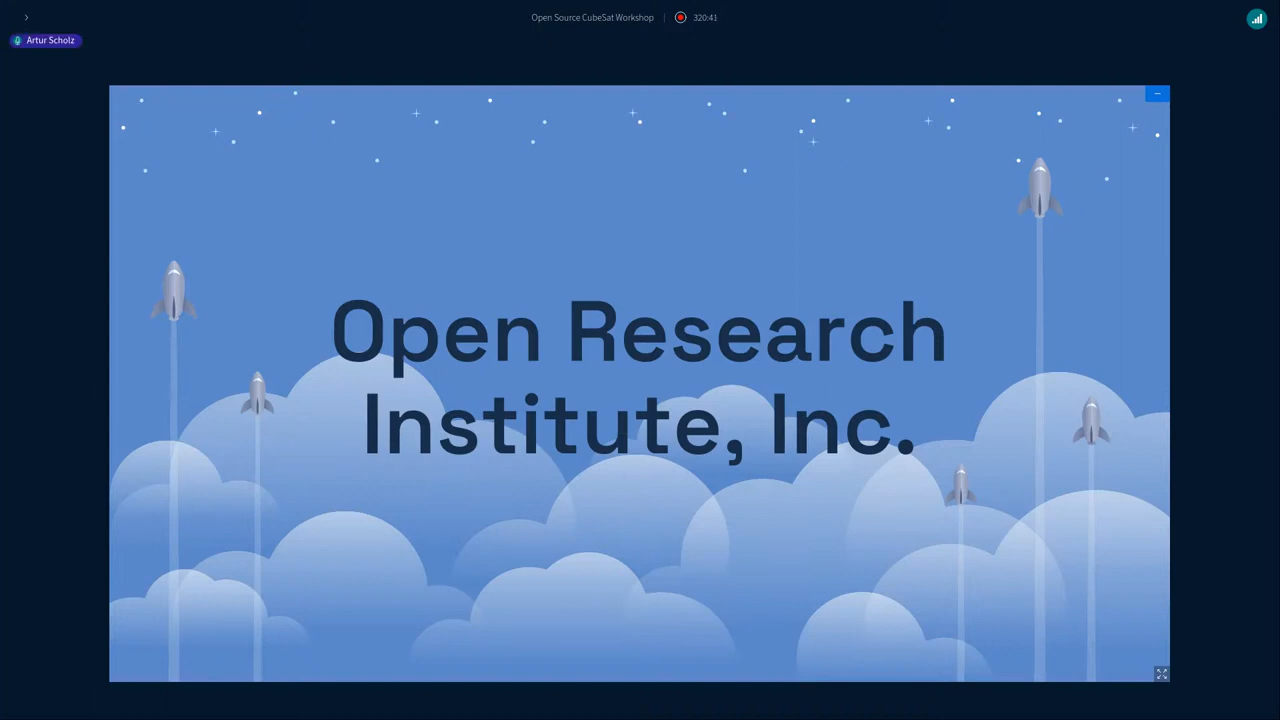 Open Source CubeSat Workshop
320:41
Artur Scholz
Open Research
Institute, Inc.